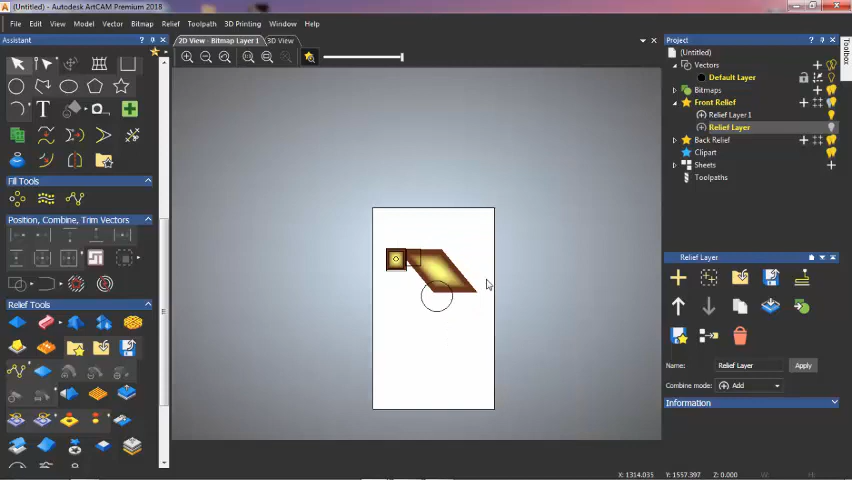 (Untitled) - Autodesk ArtCAM Premium 2018
File Edit View Model Vector Bitmap Relief Toolpath 3D Printing Window Help
Assistant
2D View - Bitmap Layer 1
3D View
Project
Toolbox
(Untitled)
Vectors
Default Layer
Bitmaps
Front Relief
Relief Layer 1
Relief Layer
Back Relief
Clipart
Sheets
Toolpaths
Fill Tools
Position, Combine, Trim Vectors
Relief Tools
Relief Layer
Name: Relief Layer Apply
Combine mode: Add
Information
X: 1314.035 Y: 1557.397 Z: 0.000 W: H: